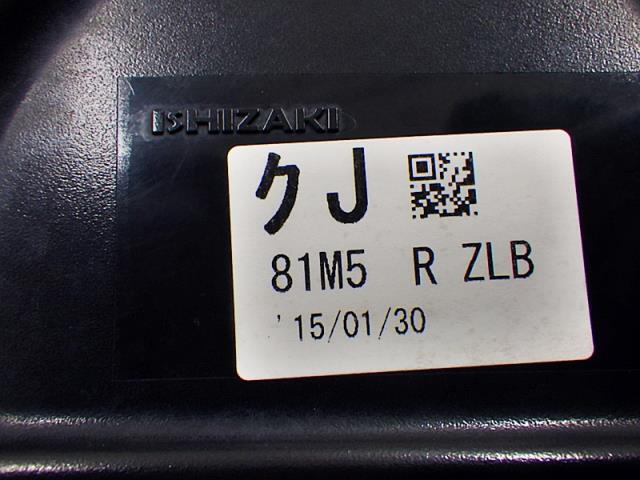 ISHIZAKI
クJ
81M5 R ZLB
'15/01/30